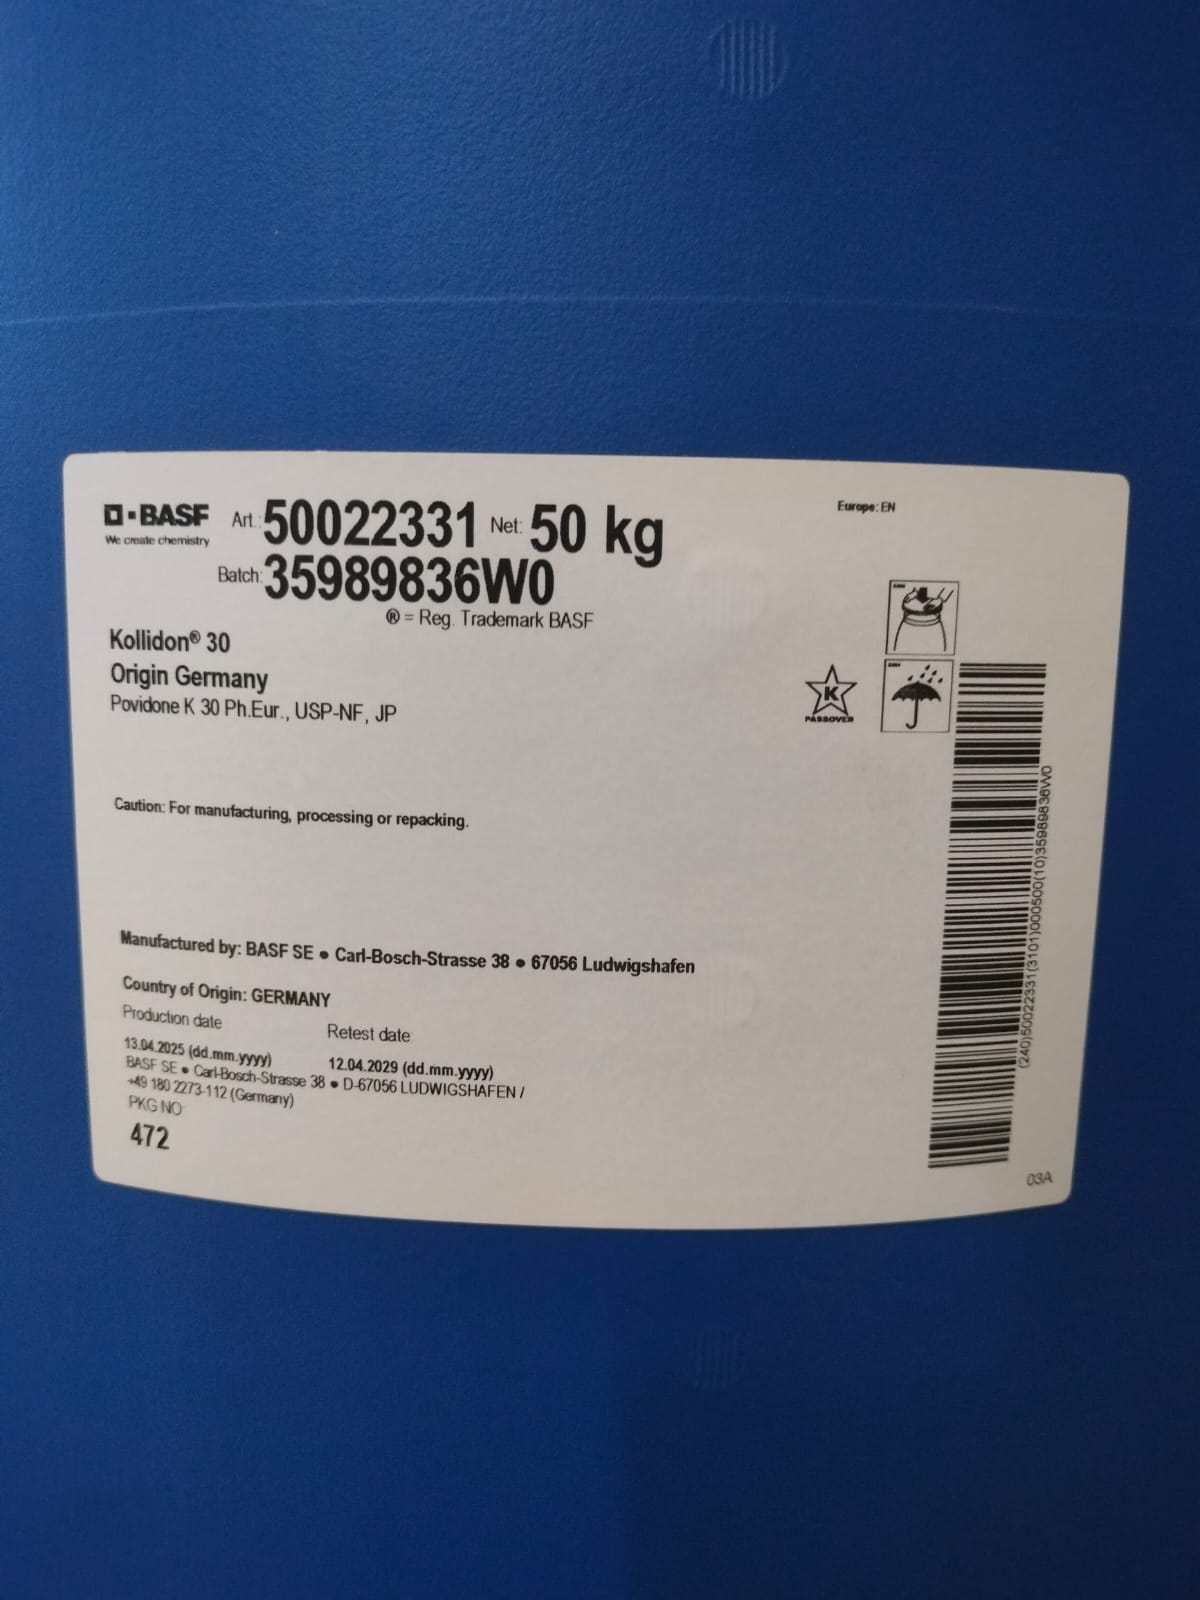 BASF
We create chemistry
Art.: 50022331 Net: 50 kg
Batch: 35989836W0
® = Reg. Trademark BASF
Europe: EN
Kollidon® 30
Origin Germany
Povidone K 30 Ph.Eur., USP-NF, JP
K
PASSOVER
Caution: For manufacturing, processing or repacking.
Manufactured by: BASF SE ● Carl-Bosch-Strasse 38 ● 67056 Ludwigshafen
Country of Origin: GERMANY
Production date
Retest date
13.04.2025 (dd.mm.yyyy)
12.04.2029 (dd.mm.yyyy)
BASF SE ● Carl-Bosch-Strasse 38 ● D-67056 LUDWIGSHAFEN /
+49 180 2273-112 (Germany)
PKG NO
472
(240)50022331(3101)000500(10)35989836W0
03A